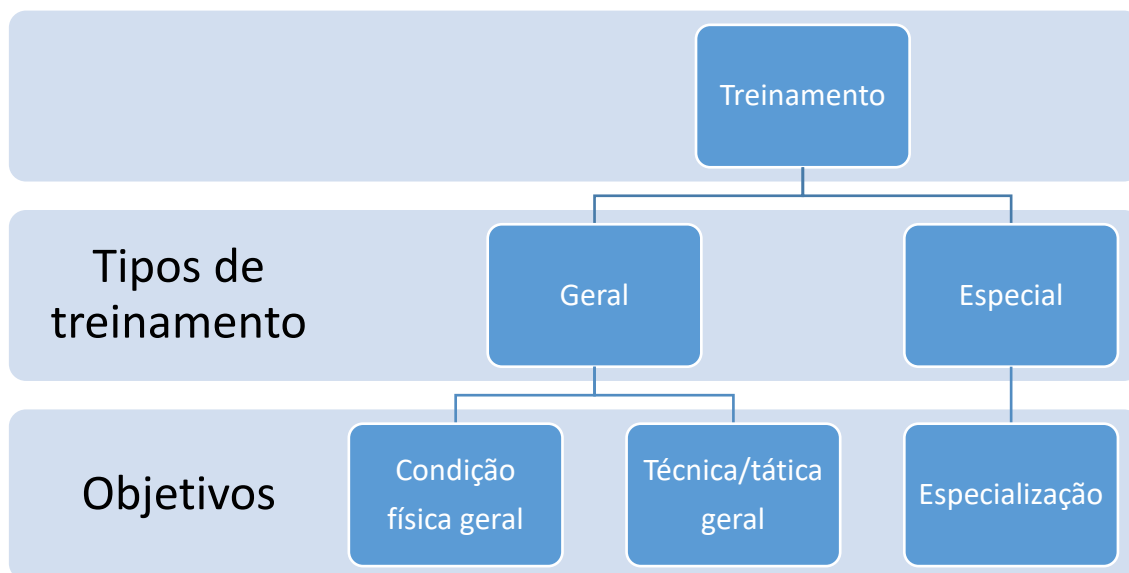 Treinamento
Tipos de
treinamento
Geral
Especial
Objetivos
Condição
física geral
Técnica/tática
geral
Especialização